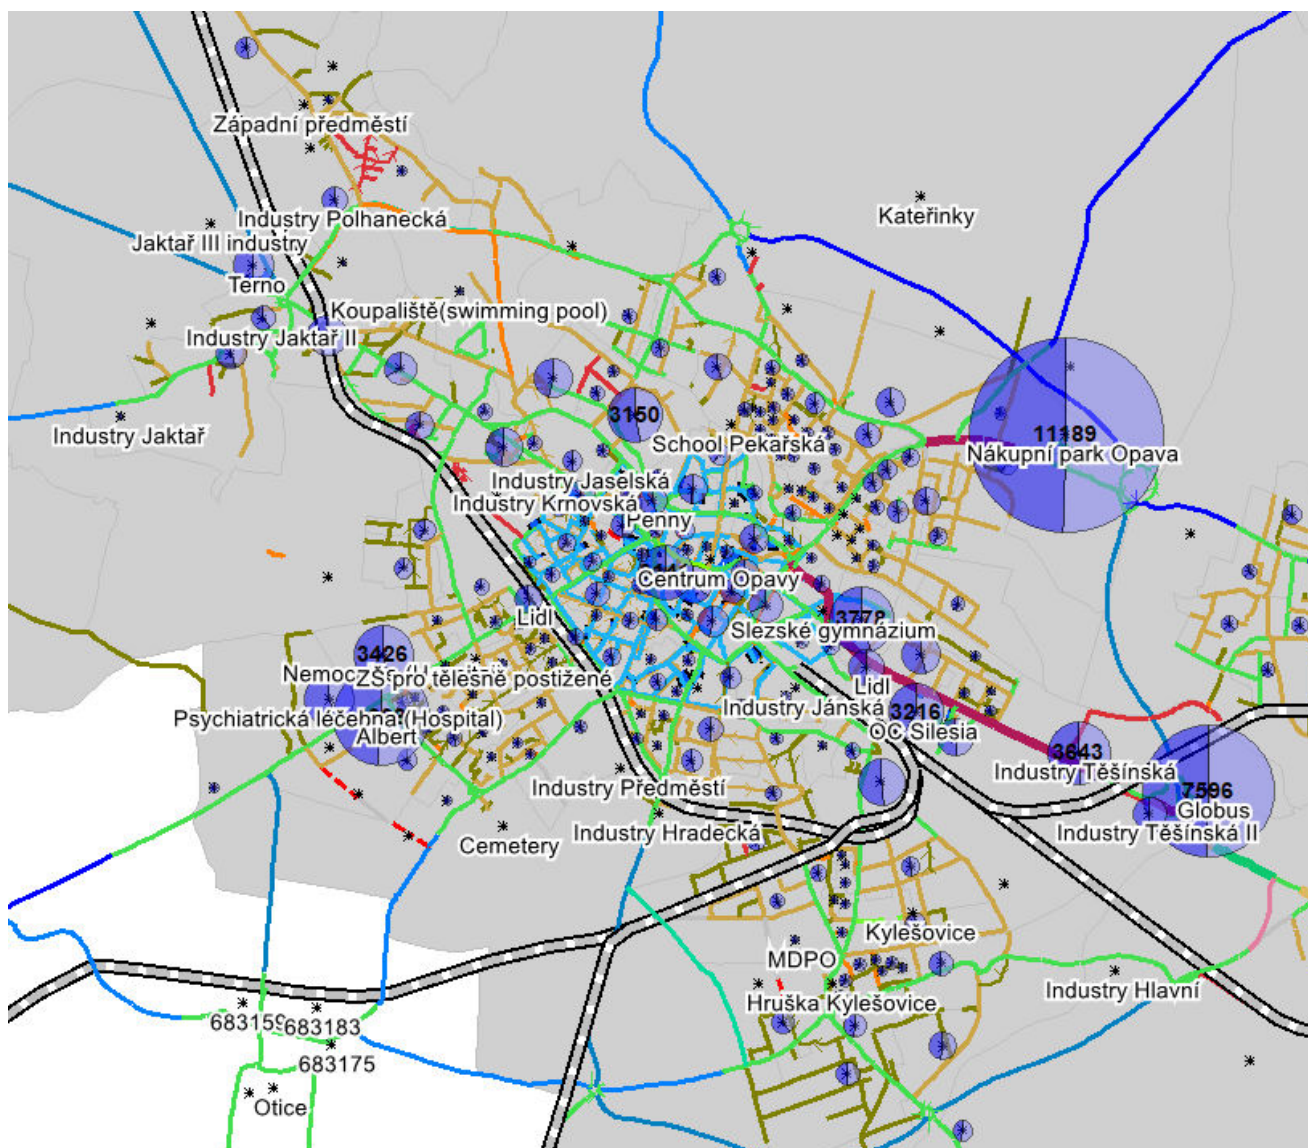 Západní předměstí
Kateřinky
Industry Polhanecká
Jaktař III industry
Terno
Koupaliště(swimming pool)
Industry Jaktař II
3150
Industry Jaktař
School Pekařská
11189
Nákupní park Opava
Industry Jaselská
Industry Krnovská
Penny
Centrum Opavy
Lídl
3778
Slezské gymnázium
3426
ZŠ pro tělesně postižené
Lídl
Psychiatrická léčebna (Hospital)
Industry Jánská
3216
Albert
OC Silesia
3643
Industry Těšínská
Industry Předměstí
7596
Globus
Industry Hradecká
Industry Těšínská II
Cemetery
Kylešovice
MDPO
Hruška Kylešovice
Industry Hlavní
683159
683183
683175
Otice